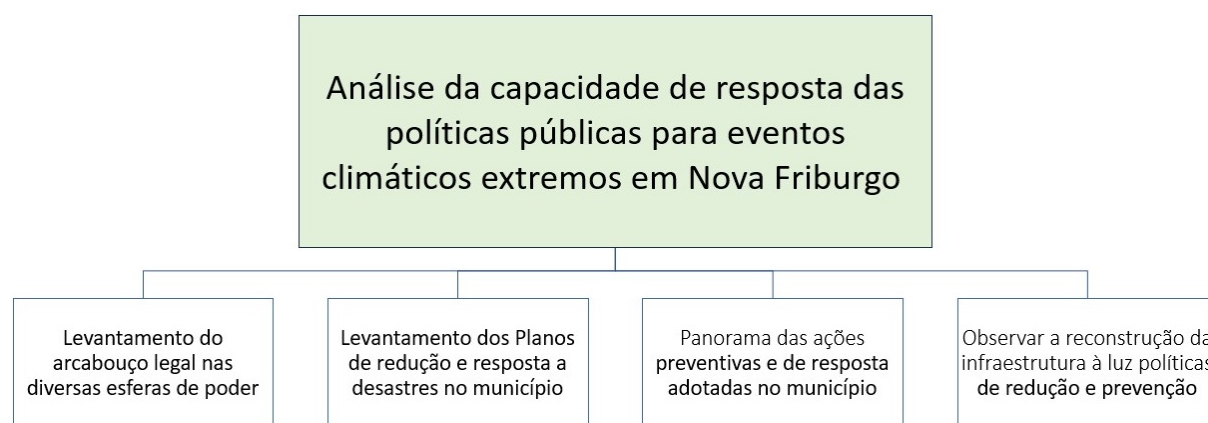 Análise da capacidade de resposta das
políticas públicas para eventos
climáticos extremos em Nova Friburgo
Levantamento do
arcabouço legal nas
diversas esferas de poder
Levantamento dos Planos
de redução e resposta a
desastres no município
Panorama das ações
preventivas e de resposta
adotadas no município
Observar a reconstrução da
infraestrutura à luz políticas
de redução e prevenção